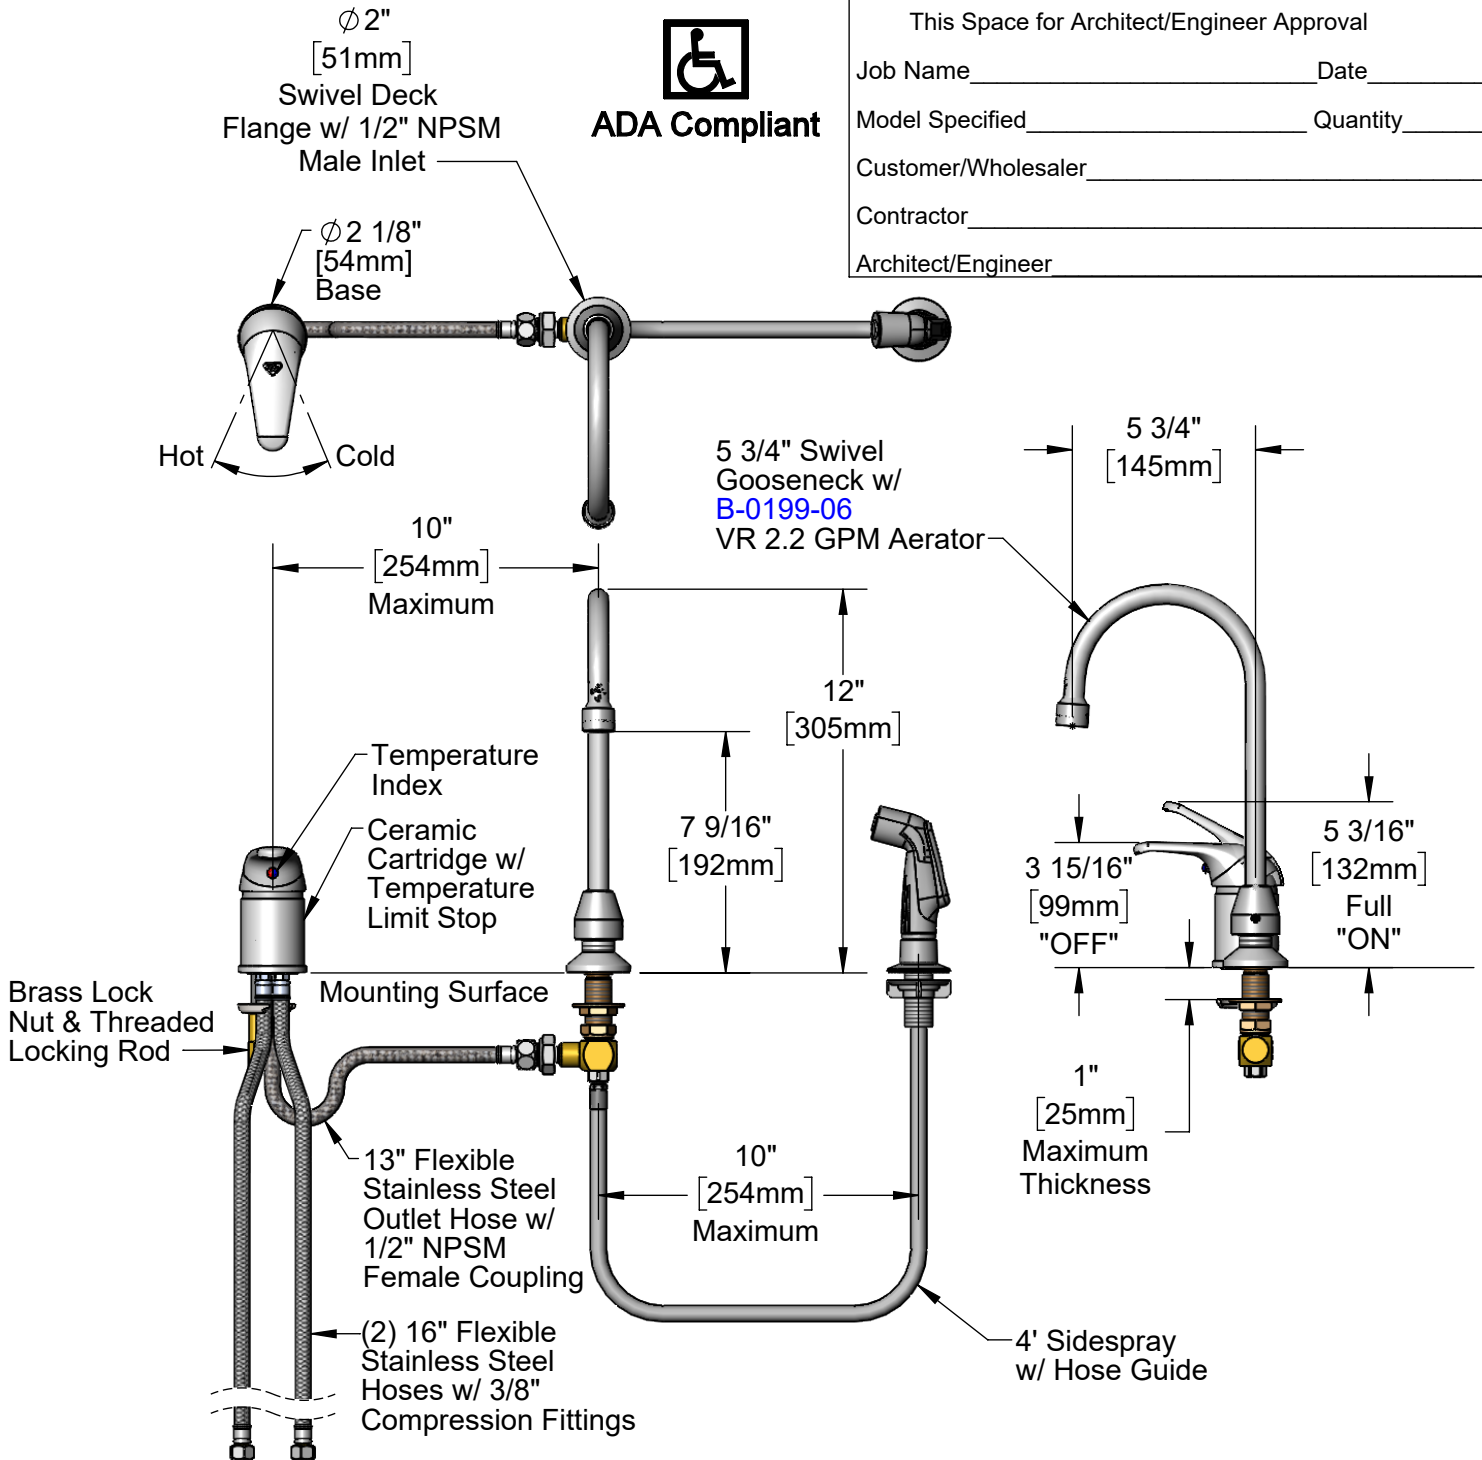 ∅ 2"
[51mm]
Swivel Deck
Flange w/ 1/2" NPSM
Male Inlet
ADA Compliant
This Space for Architect/Engineer Approval
Job Name Date
Model Specified Quantity
Customer/Wholesaler
Contractor
Architect/Engineer
∅ 2 1/8"
[54mm]
Base
Hot
Cold
5 3/4" Swivel
Gooseneck w/
B-0199-06
VR 2.2 GPM Aerator
5 3/4"
[145mm]
10"
[254mm]
Maximum
12"
[305mm]
7 9/16"
[192mm]
Temperature
Index
Ceramic
Cartridge w/
Temperature
Limit Stop
3 15/16"
[99mm]
"OFF"
5 3/16"
[132mm]
Full
"ON"
Brass Lock
Nut & Threaded
Locking Rod
Mounting Surface
1"
[25mm]
Maximum
Thickness
13" Flexible
Stainless Steel
Outlet Hose w/
1/2" NPSM
Female Coupling
10"
[254mm]
Maximum
(2) 16" Flexible
Stainless Steel
Hoses w/ 3/8"
Compression Fittings
4' Sidespray
w/ Hose Guide